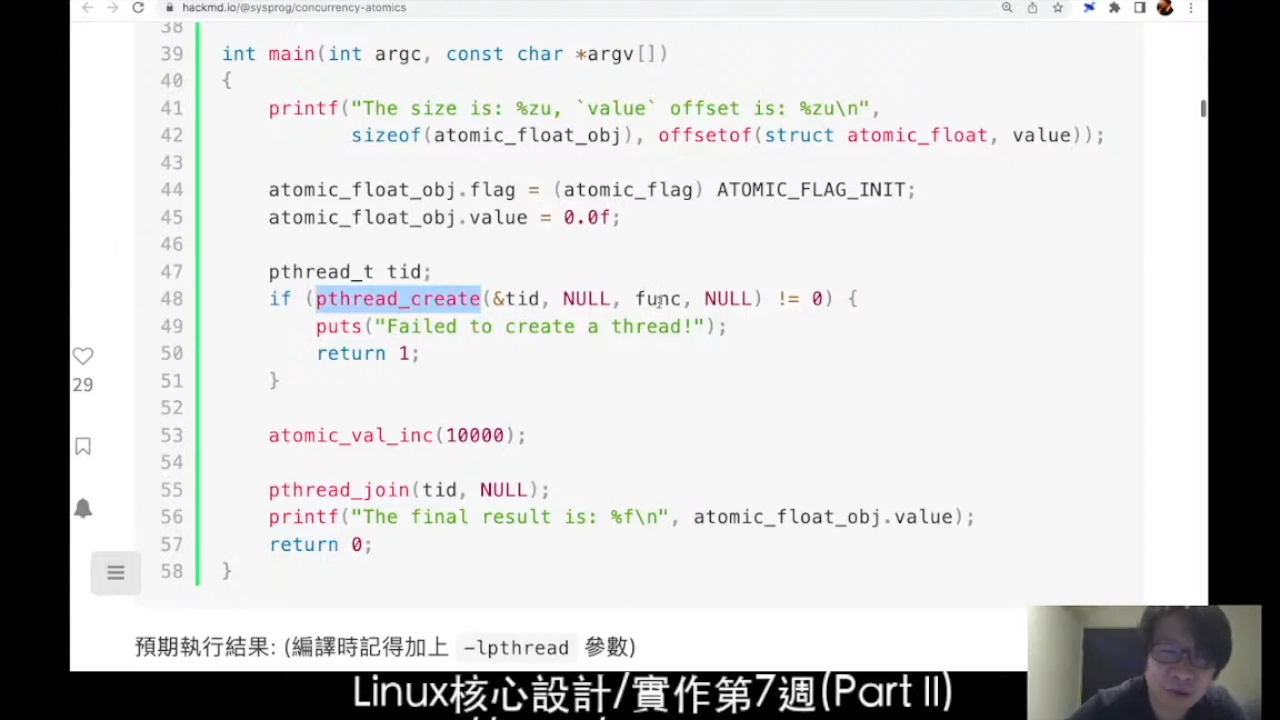 hackmd.io/@sysprog/concurrency-atomics
38
39 int main(int argc, const char *argv[])
40 {
41 printf("The size is: %zu, `value` offset is: %zu\n",
42 sizeof(atomic_float_obj), offsetof(struct atomic_float, value));
43
44 atomic_float_obj.flag = (atomic_flag) ATOMIC_FLAG_INIT;
45 atomic_float_obj.value = 0.0f;
46
47 pthread_t tid;
48 if (pthread_create(&tid, NULL, func, NULL) != 0) {
49 puts("Failed to create a thread!");
50 return 1;
51 }
52
53 atomic_val_inc(10000);
54
55 pthread_join(tid, NULL);
56 printf("The final result is: %f\n", atomic_float_obj.value);
57 return 0;
58 }
29
預期執行結果: (編譯時記得加上 -lpthread 參數)
Linux核心設計/實作第7週(Part II)